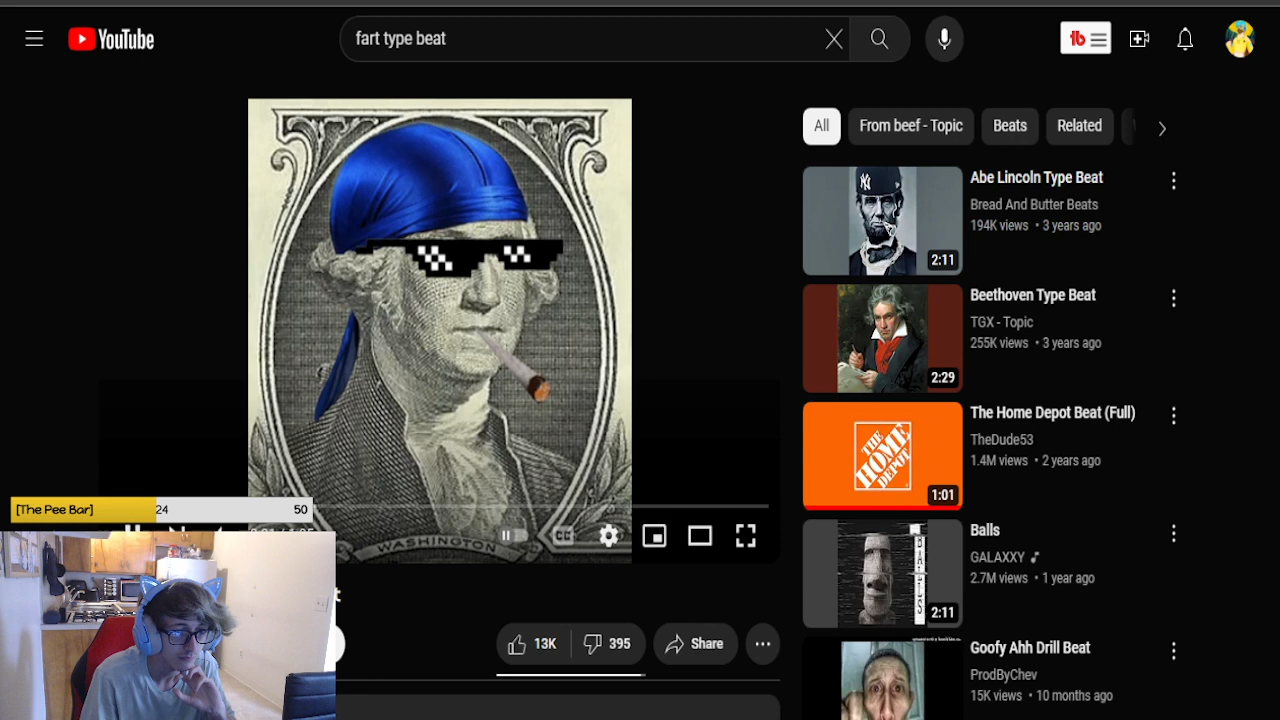 YouTube
fart type beat
All
From beef - Topic
Beats
Related
Abe Lincoln Type Beat
Bread And Butter Beats
194K views • 3 years ago
2:11
Beethoven Type Beat
TGX - Topic
255K views • 3 years ago
2:29
The Home Depot Beat (Full)
TheDude53
1.4M views • 2 years ago
THE
HOME
DEPOT
1:01
Balls
GALAXXY
2.7M views • 1 year ago
BALLS
2:11
Goofy Ahh Drill Beat
ProdByChev
15K views • 10 months ago
WASHINGTON
CC
[The Pee Bar]
24
50
13K
395
Share